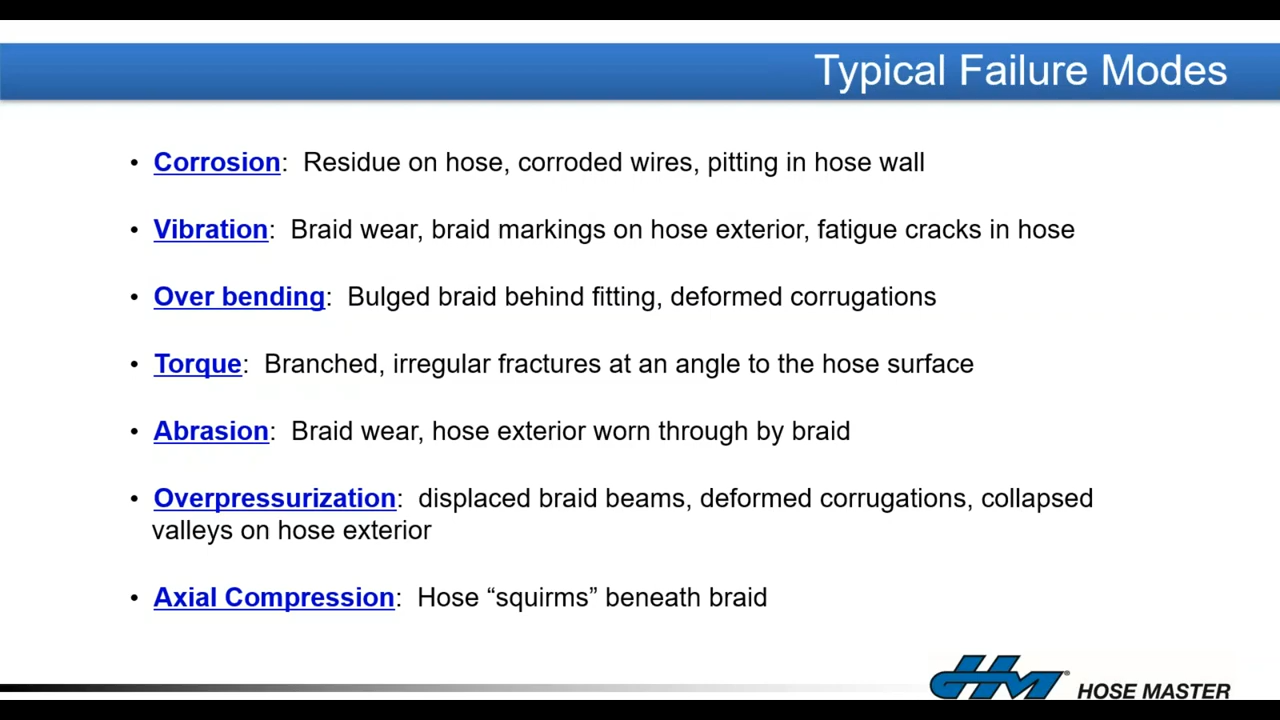 Typical Failure Modes
• Corrosion: Residue on hose, corroded wires, pitting in hose wall
• Vibration: Braid wear, braid markings on hose exterior, fatigue cracks in hose
• Over bending: Bulged braid behind fitting, deformed corrugations
• Torque: Branched, irregular fractures at an angle to the hose surface
• Abrasion: Braid wear, hose exterior worn through by braid
• Overpressurization: displaced braid beams, deformed corrugations, collapsed
valleys on hose exterior
• Axial Compression: Hose “squirms” beneath braid
HM® HOSE MASTER